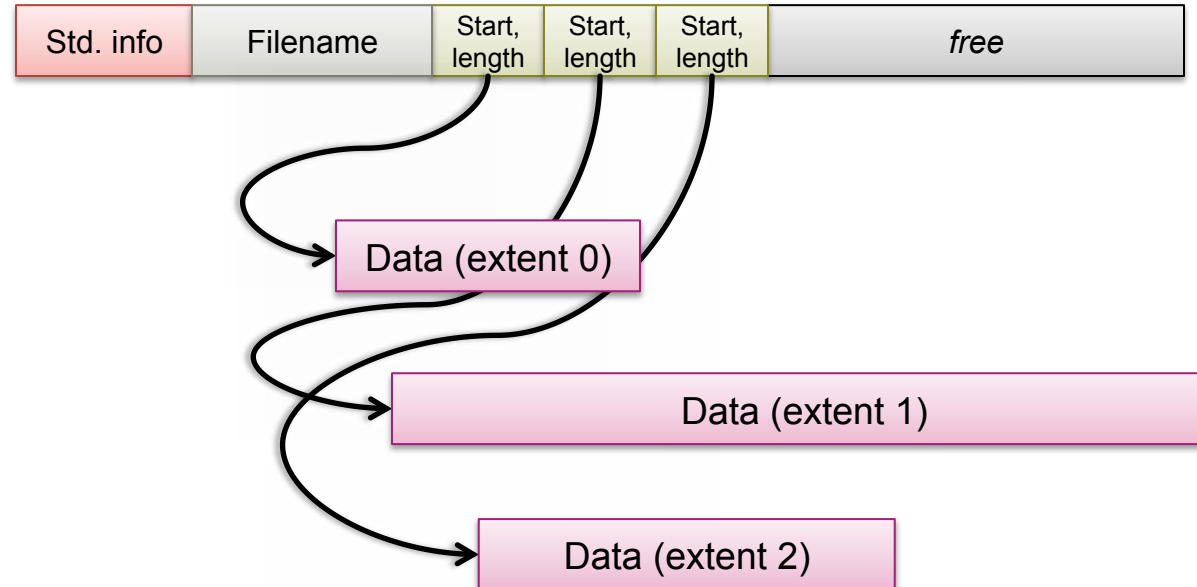 Std. info
Filename
Start,
length
Start,
length
Start,
length
free
Data (extent 0)
Data (extent 1)
Data (extent 2)